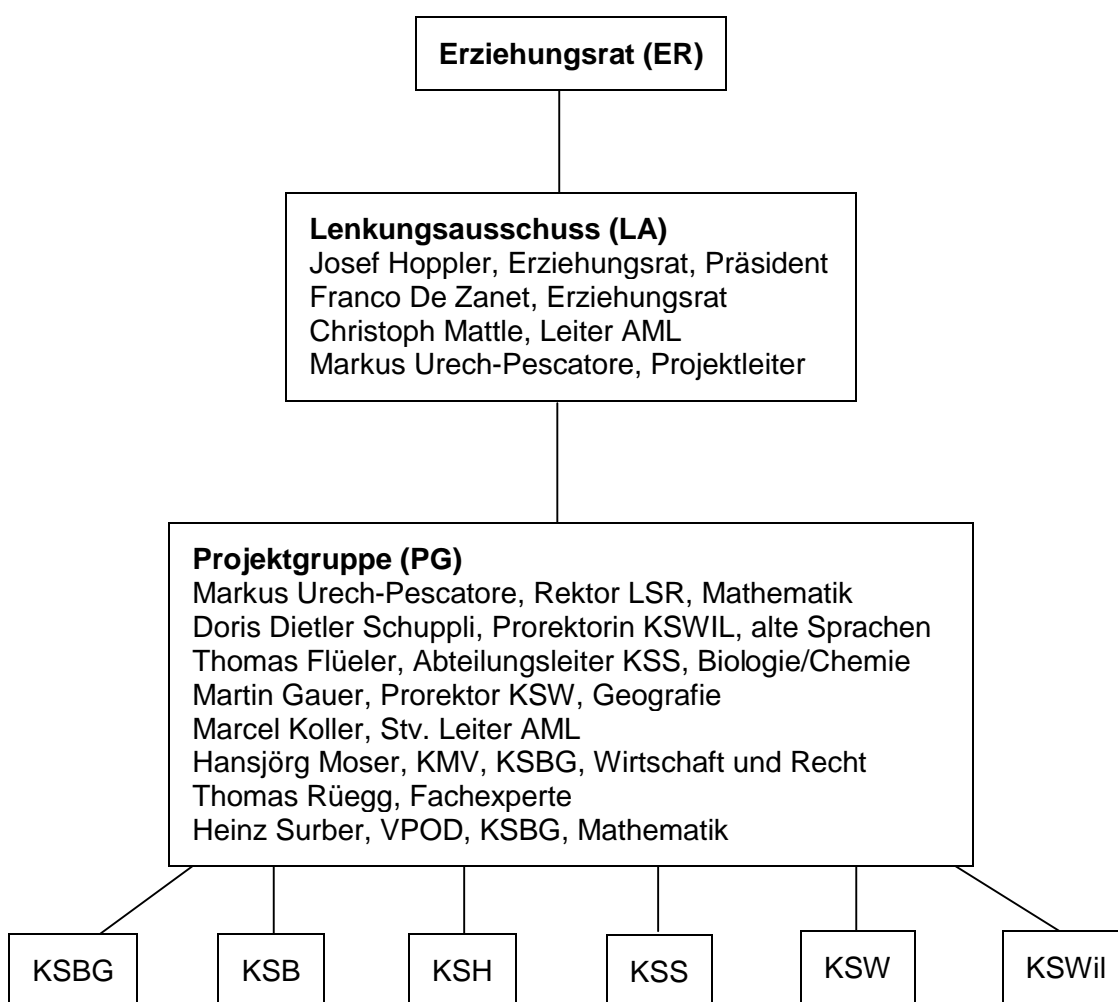 Erziehungsrat (ER)
Lenkungsausschuss (LA)
Josef Hoppler, Erziehungsrat, Präsident
Franco De Zanet, Erziehungsrat
Christoph Mattle, Leiter AML
Markus Urech-Pescatore, Projektleiter
Projektgruppe (PG)
Markus Urech-Pescatore, Rektor LSR, Mathematik
Doris Dietler Schuppli, Prorektorin KSWIL, alte Sprachen
Thomas Flüeler, Abteilungsleiter KSS, Biologie/Chemie
Martin Gauer, Prorektor KSW, Geografie
Marcel Koller, Stv. Leiter AML
Hansjörg Moser, KMV, KSBG, Wirtschaft und Recht
Thomas Rüegg, Fachexperte
Heinz Surber, VPOD, KSBG, Mathematik
KSBG KSB KSH KSS KSW KSWil